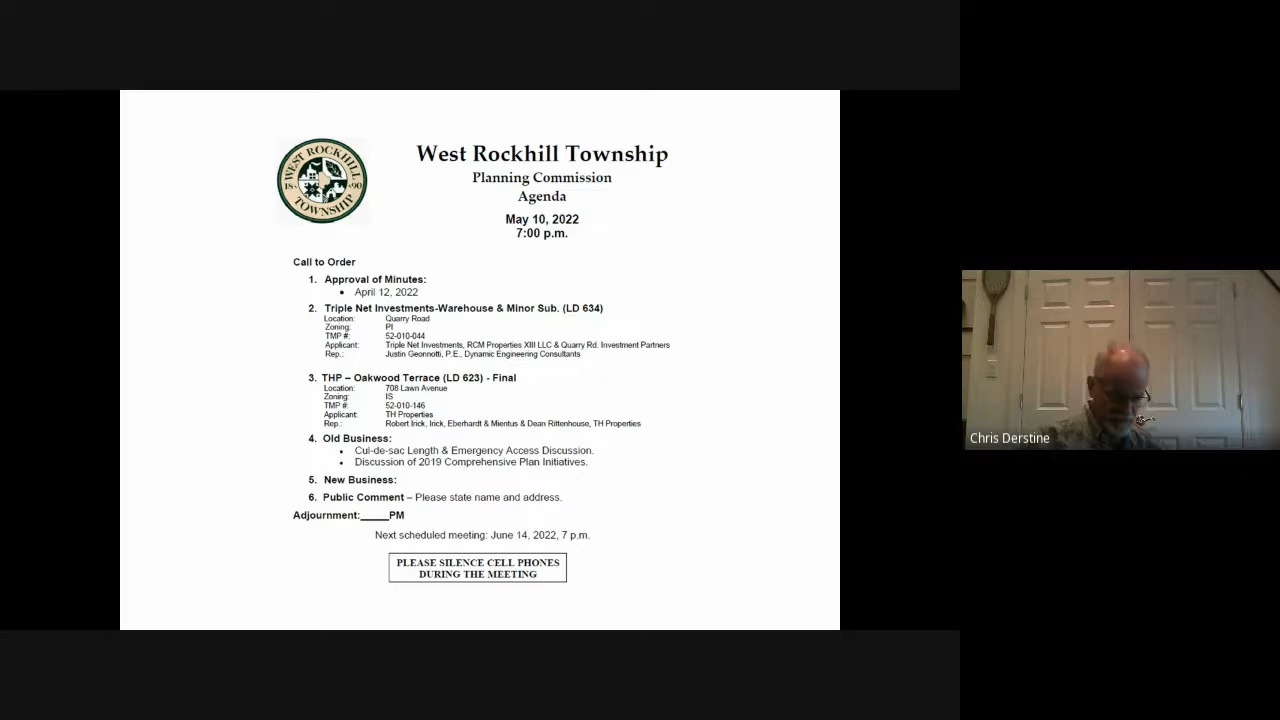 WEST ROCKHILL
18 90
TOWNSHIP
West Rockhill Township
Planning Commission
Agenda
May 10, 2022
7:00 p.m.
Call to Order
1. Approval of Minutes:
• April 12, 2022
2. Triple Net Investments-Warehouse & Minor Sub. (LD 634)
Location: Quarry Road
Zoning: PI
TMP #: 52-010-044
Applicant: Triple Net Investments, RCM Properties XIII LLC & Quarry Rd. Investment Partners
Rep.: Justin Geonnotti, P.E., Dynamic Engineering Consultants
3. THP – Oakwood Terrace (LD 623) - Final
Location: 708 Lawn Avenue
Zoning: IS
TMP #: 52-010-146
Applicant: TH Properties
Rep.: Robert Irick, Irick, Eberhardt & Mientus & Dean Rittenhouse, TH Properties
4. Old Business:
• Cul-de-sac Length & Emergency Access Discussion.
• Discussion of 2019 Comprehensive Plan Initiatives.
5. New Business:
6. Public Comment – Please state name and address.
Adjournment:_____PM
Next scheduled meeting: June 14, 2022, 7 p.m.
PLEASE SILENCE CELL PHONES
DURING THE MEETING
Chris Derstine